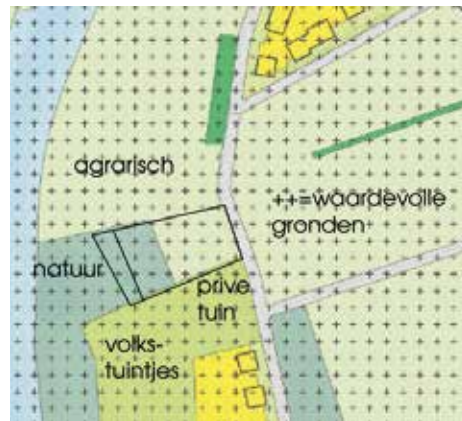 agrarisch
++=waardevolle
gronden
natuur
prive
tuin
volks-
tuintjes